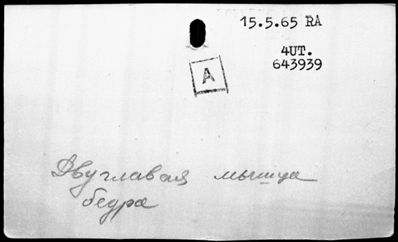 15.5.65 RA
4UT.
643939
A
Двуглавая мышца
бедра